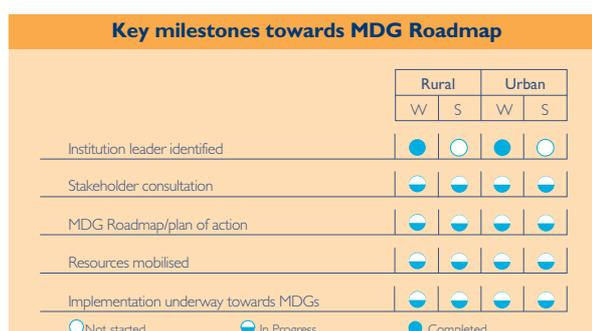 Key milestones towards MDG Roadmap
Rural Urban
W S W S
Institution leader identified
Stakeholder consultation
MDG Roadmap/plan of action
Resources mobilised
Implementation underway towards MDGs
Not started In Progress Completed